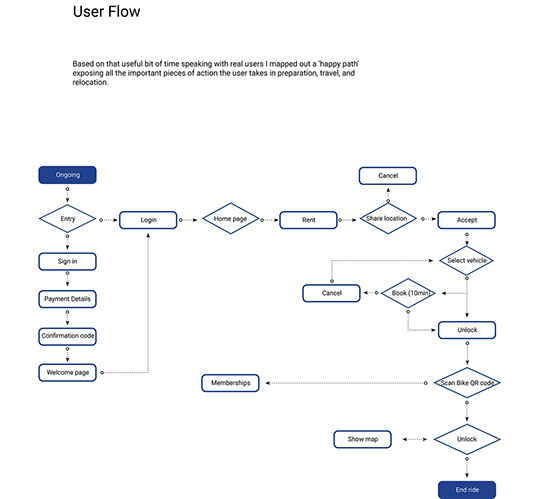 User Flow
Based on that useful bit of time speaking with real users I mapped out a 'happy path'
exposing all the important pieces of action the user takes in preparation, travel, and
relocation.
Ongoing
Cancel
Entry
Login
Home page
Rent
Share location
Accept
Sign in
Select vehicle
Payment Details
Cancel
Book (10min)
Confirmation code
Unlock
Welcome page
Memberships
Scan Bike QR code
Show map
Unlock
End ride